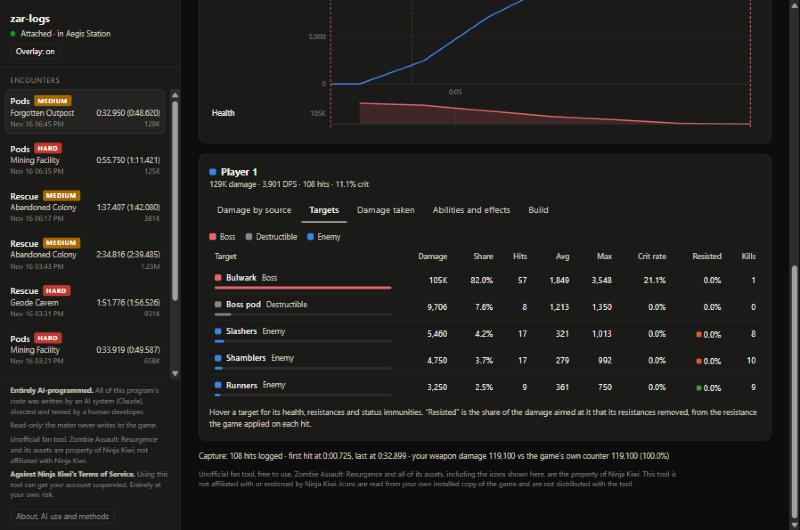 zar-logs
Attached · in Aegis Station
Overlay: on
ENCOUNTERS
Pods MEDIUM
Forgotten Outpost 0:32.950 (0:48.620)
Nov 16 06:45 PM 129K
Pods HARD
Mining Facility 0:55.750 (1:11.421)
Nov 16 06:35 PM 125K
Rescue MEDIUM
Abandoned Colony 1:37.407 (1:42.080)
Nov 16 06:17 PM 381K
Rescue MEDIUM
Abandoned Colony 2:34.816 (2:39.485)
Nov 16 03:43 PM 1.23M
Rescue HARD
Geode Cavern 1:51.776 (1:56.526)
Nov 16 03:31 PM 931K
Pods HARD
Mining Facility 0:33.919 (0:49.587)
Nov 16 03:21 PM 658K
Entirely AI-programmed. All of this program's
code was written by an AI system (Claude),
directed and tested by a human developer.
Read-only: the meter never writes to the game.
Unofficial fan tool. Zombie Assault: Resurgence
and its assets are property of Ninja Kiwi; not
affiliated with Ninja Kiwi.
Against Ninja Kiwi's Terms of Service. Using this
tool can get your account suspended. Entirely at
your own risk.
About, AI use and methods
5,000
0
0:05
Health 105K
Player 1
129K damage · 3,901 DPS · 108 hits · 11.1% crit
Damage by source Targets Damage taken Abilities and effects Build
Boss Destructible Enemy
Target Damage Share Hits Avg Max Crit rate Resisted Kills
Bulwark Boss 105K 82.0% 57 1,849 3,548 21.1% 0.0% 1
Boss pod Destructible 9,706 7.6% 8 1,213 1,350 0.0% 0.0% 0
Slashers Enemy 5,460 4.2% 17 321 1,013 0.0% 0.0% 8
Shamblers Enemy 4,750 3.7% 17 279 992 0.0% 0.0% 10
Runners Enemy 3,250 2.5% 9 361 750 0.0% 0.0% 9
Hover a target for its health, resistances and status immunities. "Resisted" is the share of the damage aimed at it that its resistances removed, from the resistance
the game applied on each hit.
Capture: 108 hits logged · first hit at 0:00.725, last at 0:32.899 · your weapon damage 119,100 vs the game's own counter 119,100 (100.0%)
Unofficial fan tool, free to use. Zombie Assault: Resurgence and all of its assets, including the icons shown here, are the property of Ninja Kiwi. This tool is
not affiliated with or endorsed by Ninja Kiwi. Icons are read from your own installed copy of the game and are not distributed with the tool.